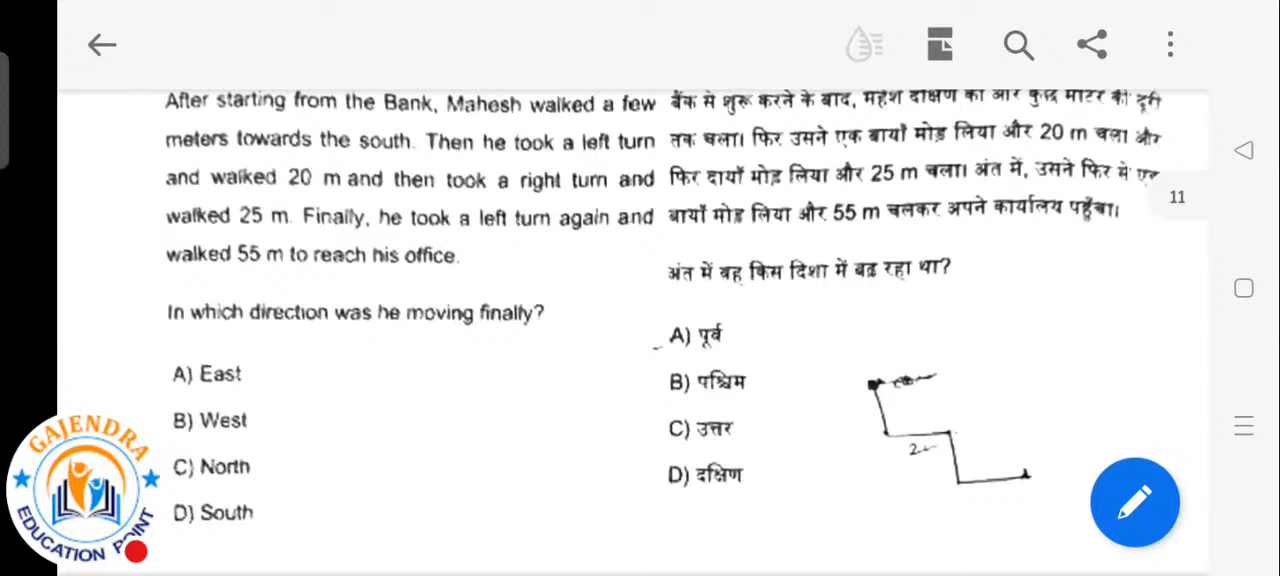 After starting from the Bank, Mahesh walked a few
meters towards the south. Then he took a left turn
and walked 20 m and then took a right turn and
walked 25 m. Finally, he took a left turn again and
walked 55 m to reach his office.
In which direction was he moving finally?
A) East
B) West
C) North
D) South
बैंक से शुरू करने के बाद, महेश दक्षिण की ओर कुछ मीटर की दूरी
तक चला। फिर उसने एक बायाँ मोड़ लिया और 20 m चला और
फिर दायाँ मोड़ लिया और 25 m चला। अंत में, उसने फिर से एक
बायाँ मोड़ लिया और 55 m चलकर अपने कार्यालय पहुँचा।
अंत में वह किस दिशा में बढ़ रहा था?
A) पूर्व
B) पश्चिम
C) उत्तर
D) दक्षिण
11
GAJENDRA
EDUCATION POINT